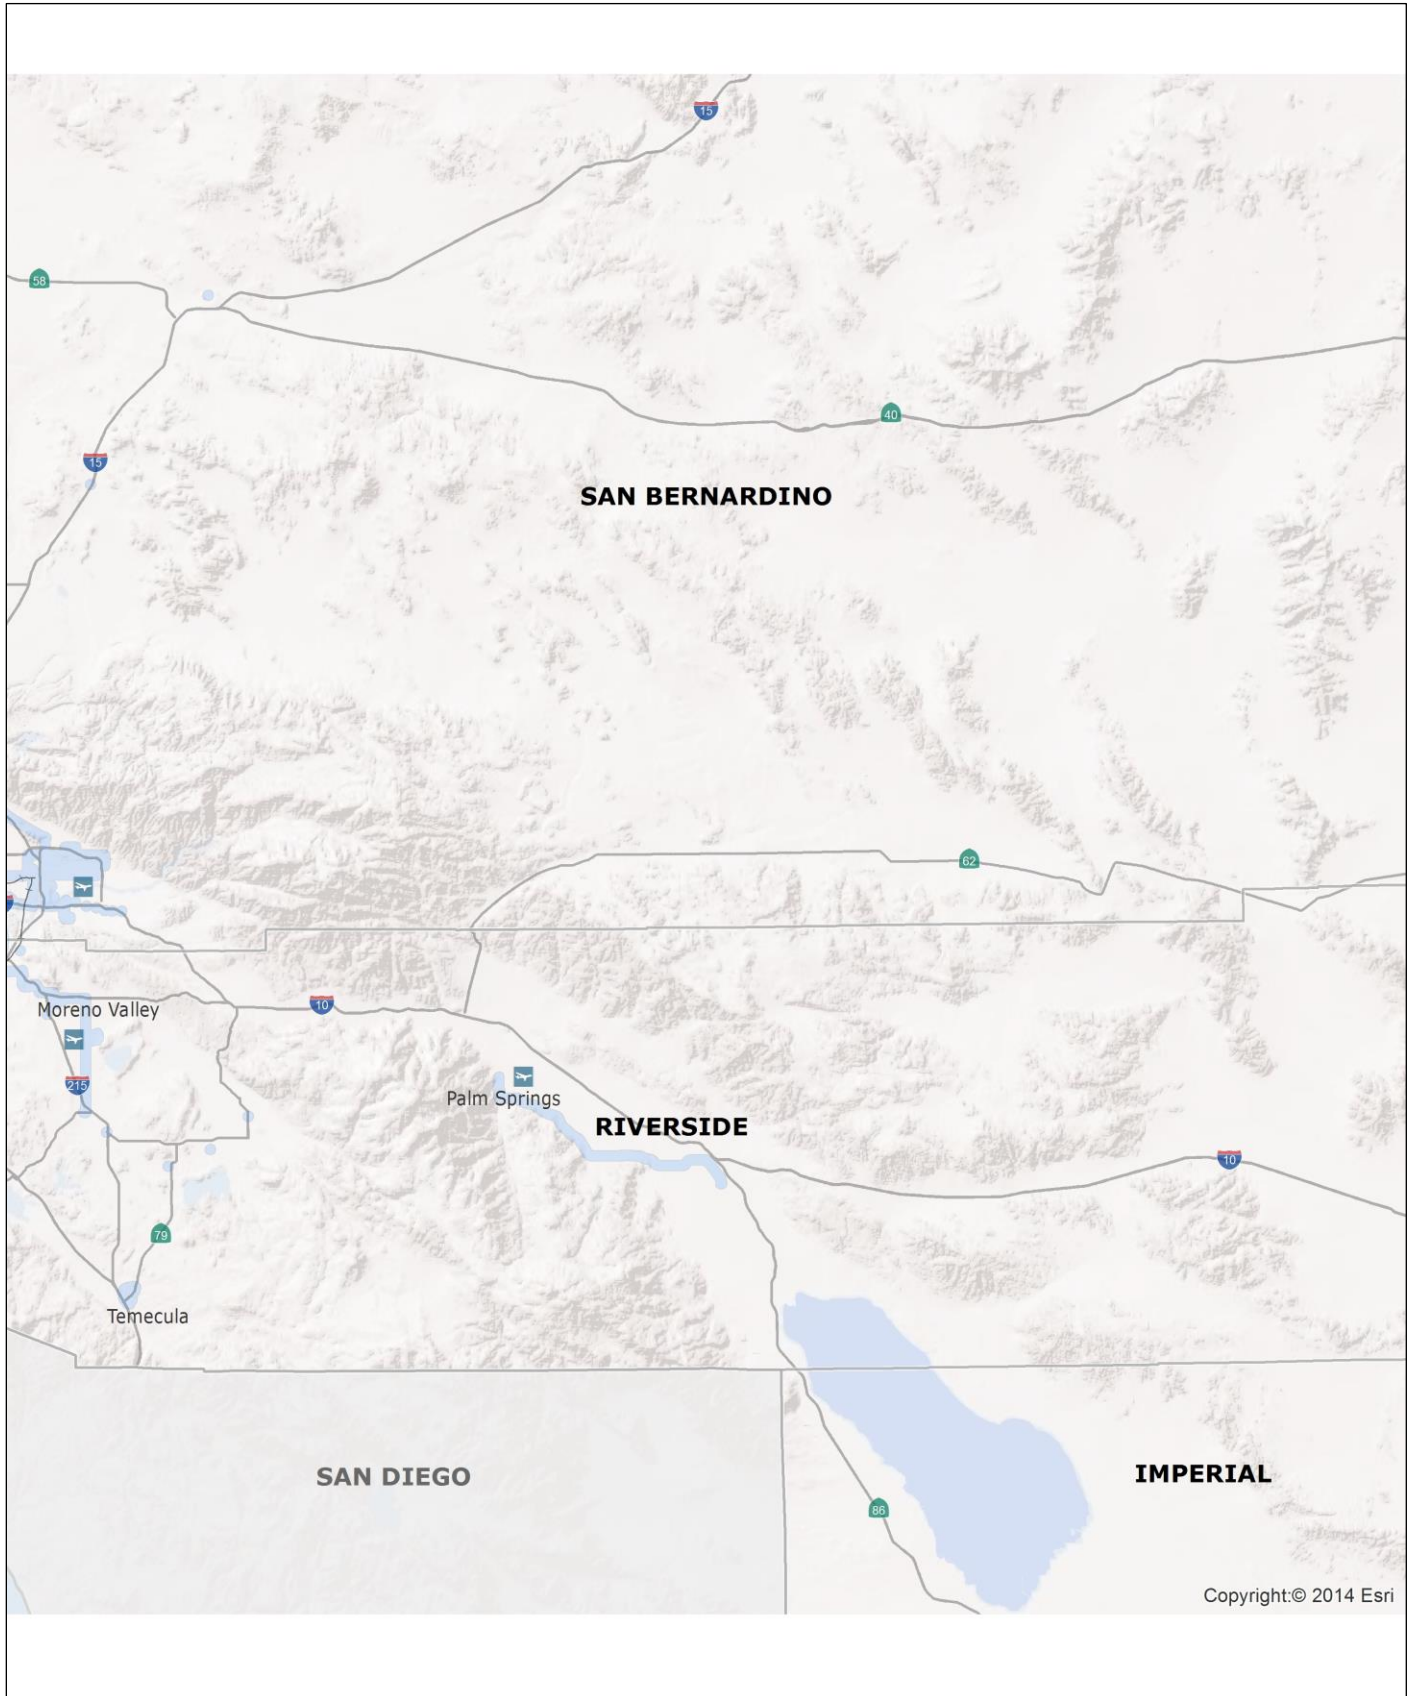 15
58
40
15
SAN BERNARDINO
62
10
Moreno Valley
215
Palm Springs
RIVERSIDE
10
79
Temecula
SAN DIEGO
IMPERIAL
86
Copyright:© 2014 Esri